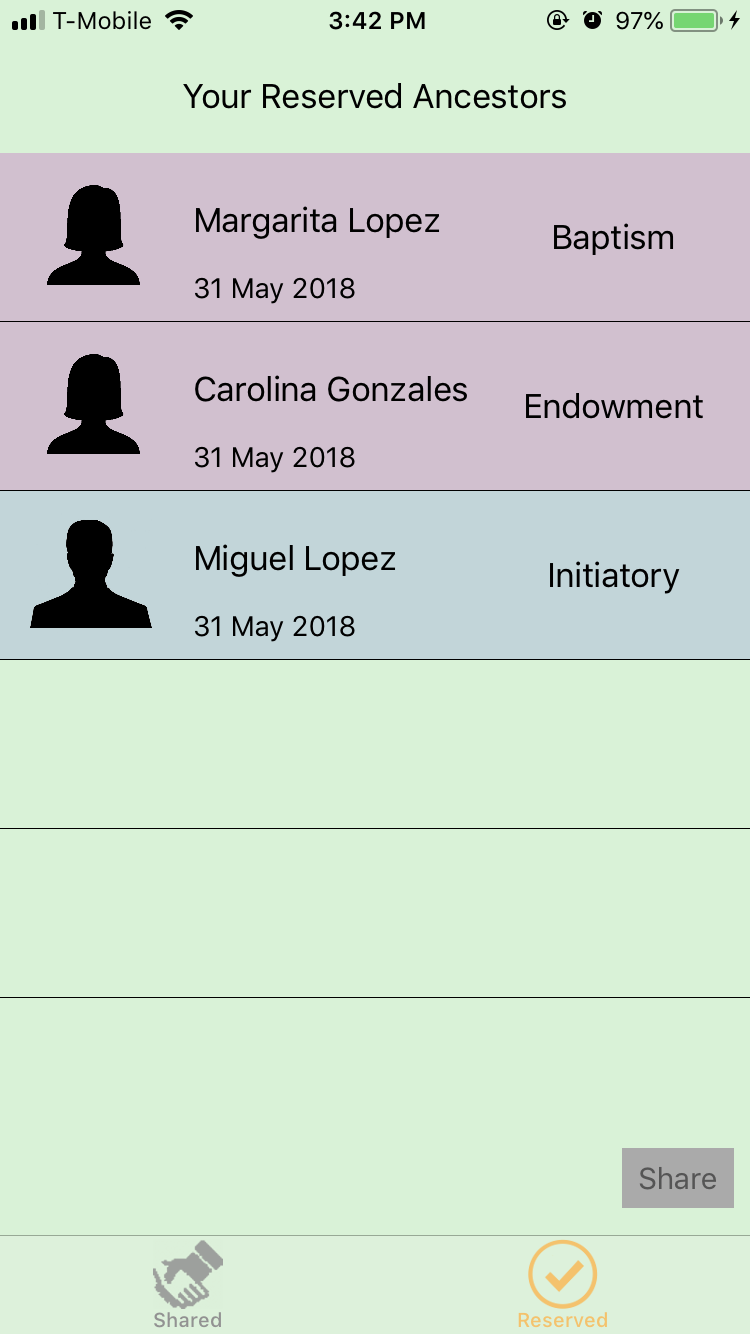 T-Mobile 3:42 PM 97%
Your Reserved Ancestors
Margarita Lopez
Baptism
31 May 2018
Carolina Gonzales
Endowment
31 May 2018
Miguel Lopez
Initiatory
31 May 2018
Share
Shared Reserved